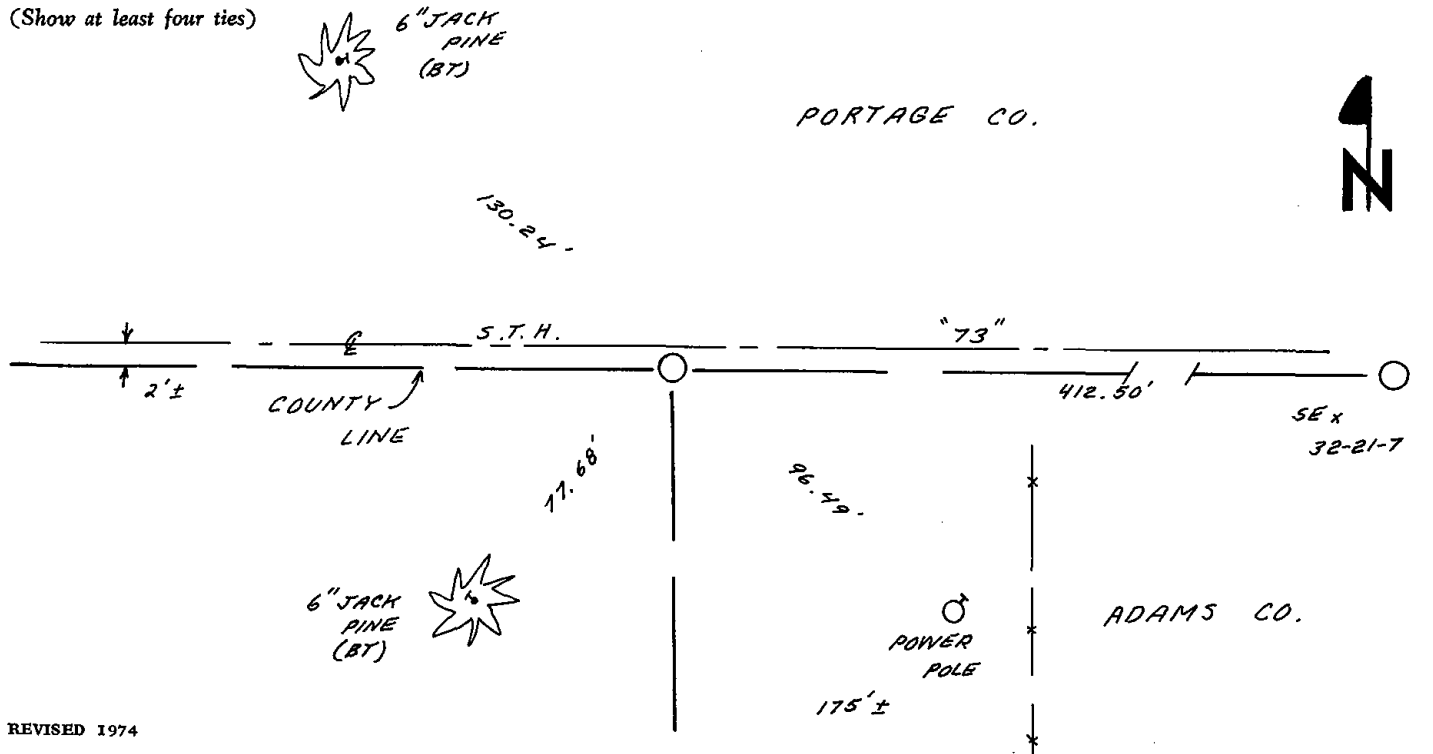 (Show at least four ties)
6" JACK
PINE
(BT)
PORTAGE CO.
N
130.24'
℄
S.T.H.
"73"
2'±
COUNTY
LINE
412.50'
SE x
32-21-7
77.68'
96.49'
6" JACK
PINE
(BT)
POWER
POLE
ADAMS CO.
175'±
REVISED 1974